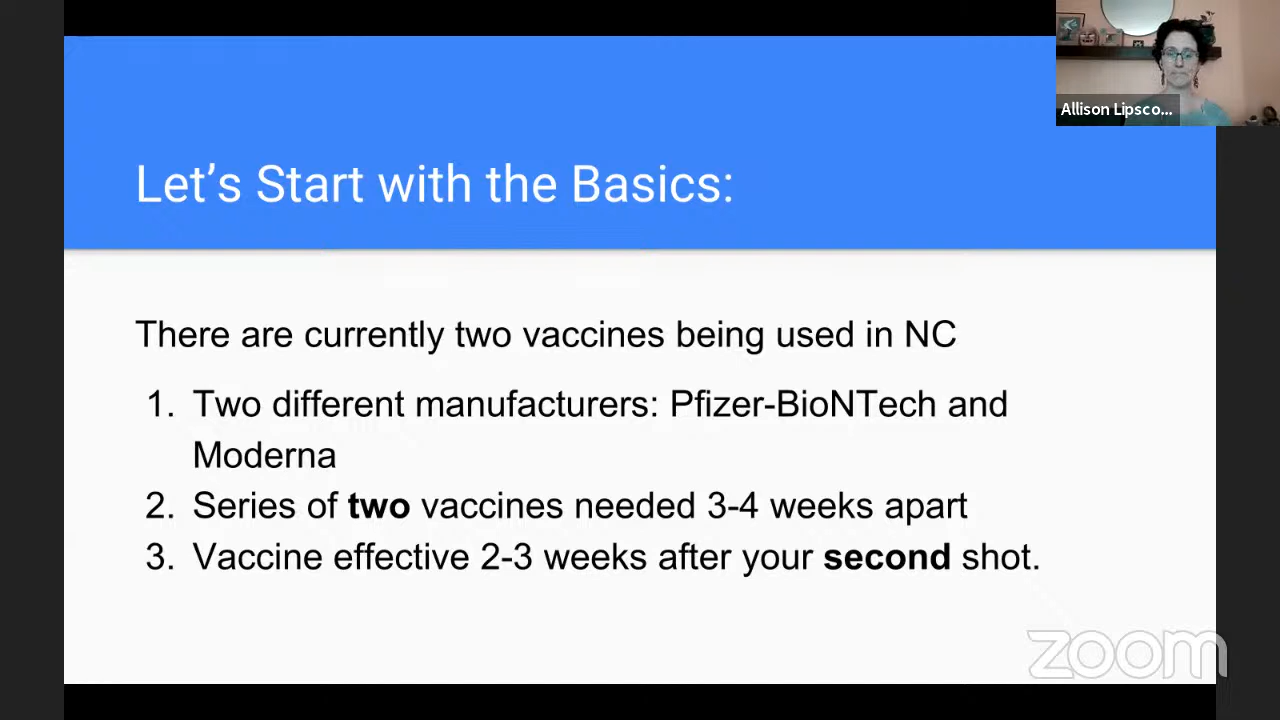 Allison Lipsco...
Let's Start with the Basics:
There are currently two vaccines being used in NC
1. Two different manufacturers: Pfizer-BioNTech and
Moderna
2. Series of two vaccines needed 3-4 weeks apart
3. Vaccine effective 2-3 weeks after your second shot.
zoom